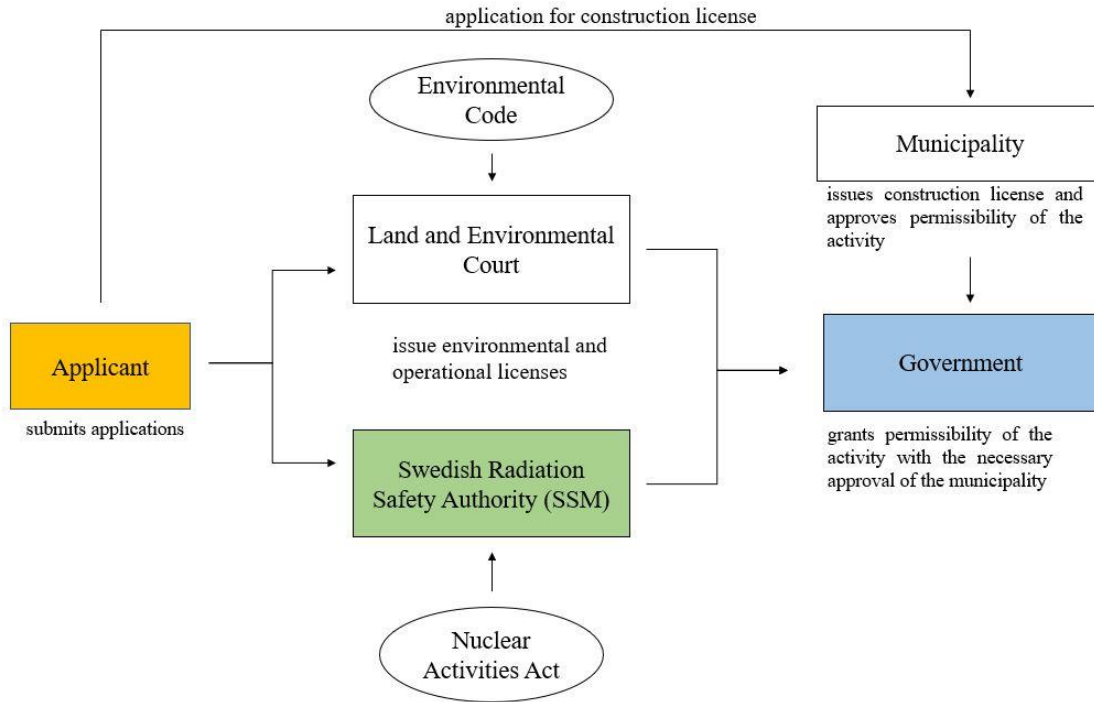 application for construction license
Environmental
Code
Municipality
issues construction license and
approves permissibility of the
activity
Land and Environmental
Court
Applicant
submits applications
issue environmental and
operational licenses
Government
grants permissibility of the
activity with the necessary
approval of the municipality
Swedish Radiation
Safety Authority (SSM)
Nuclear
Activities Act